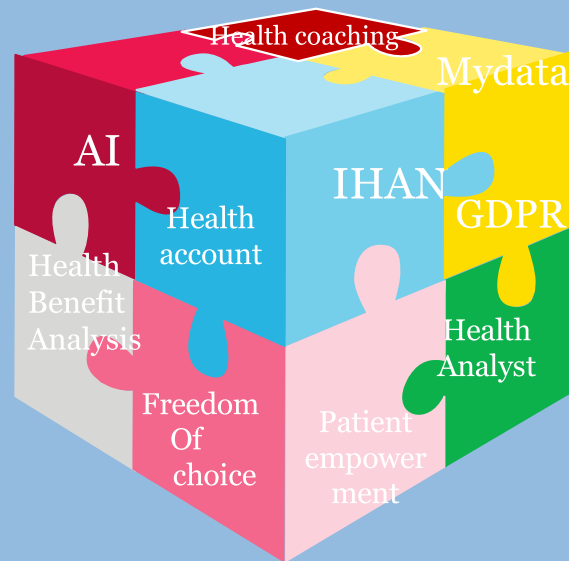 Health coaching
Mydata
AI
IHAN
Health
account
GDPR
Health
Benefit
Analysis
Health
Analyst
Freedom
Of
choice
Patient
empower
ment